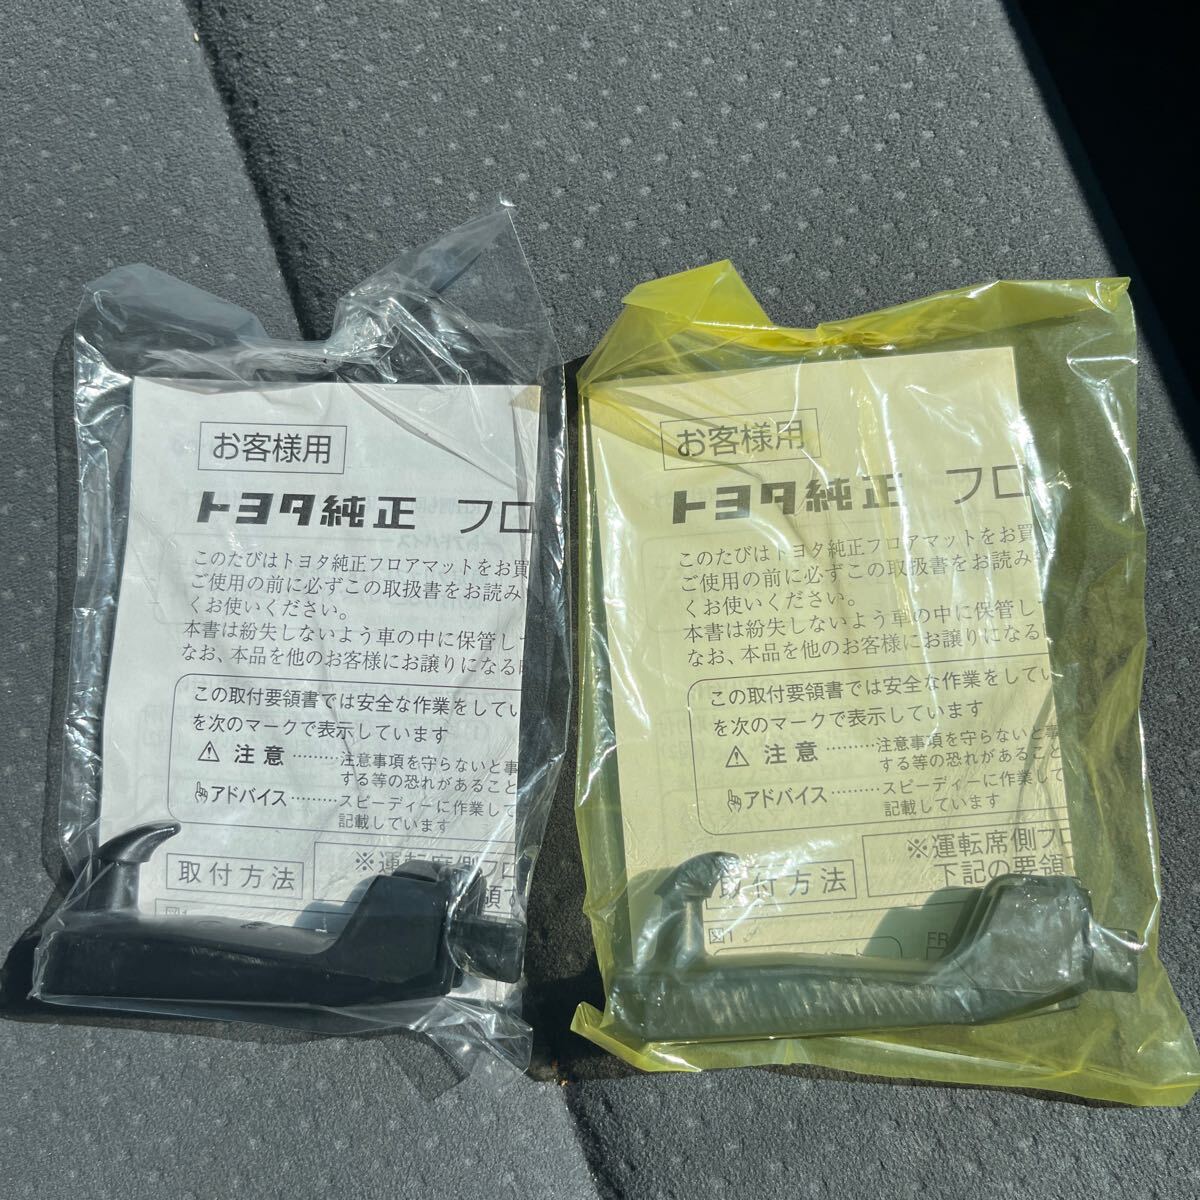 お客様用
トヨタ純正 フロ
このたびはトヨタ純正フロアマットをお買
ご使用の前に必ずこの取扱書をお読み
くお使いください。
本書は紛失しないよう車の中に保管して
なお、本品を他のお客様にお譲りになる
この取付要領書では安全な作業をしてい
を次のマークで表示しています
注意………注意事項を守らないと事
する等の恐れがあること
アドバイス………スピーディーに作業して
記載しています
取付方法
※運転席側フロ
領で
図1
お客様用
トヨタ純正 フロ
このたびはトヨタ純正フロアマットをお買
ご使用の前に必ずこの取扱書をお読み
くお使いください。
本書は紛失しないよう車の中に保管して
なお、本品を他のお客様にお譲りになる
この取付要領書では安全な作業をしてい
を次のマークで表示しています
注意………注意事項を守らないと事
する等の恐れがあること
アドバイス………スピーディーに作業して
記載しています
取付方法
※運転席側フロ
下記の要領
図1
FR